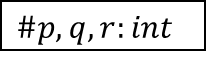 #p, q, r: int